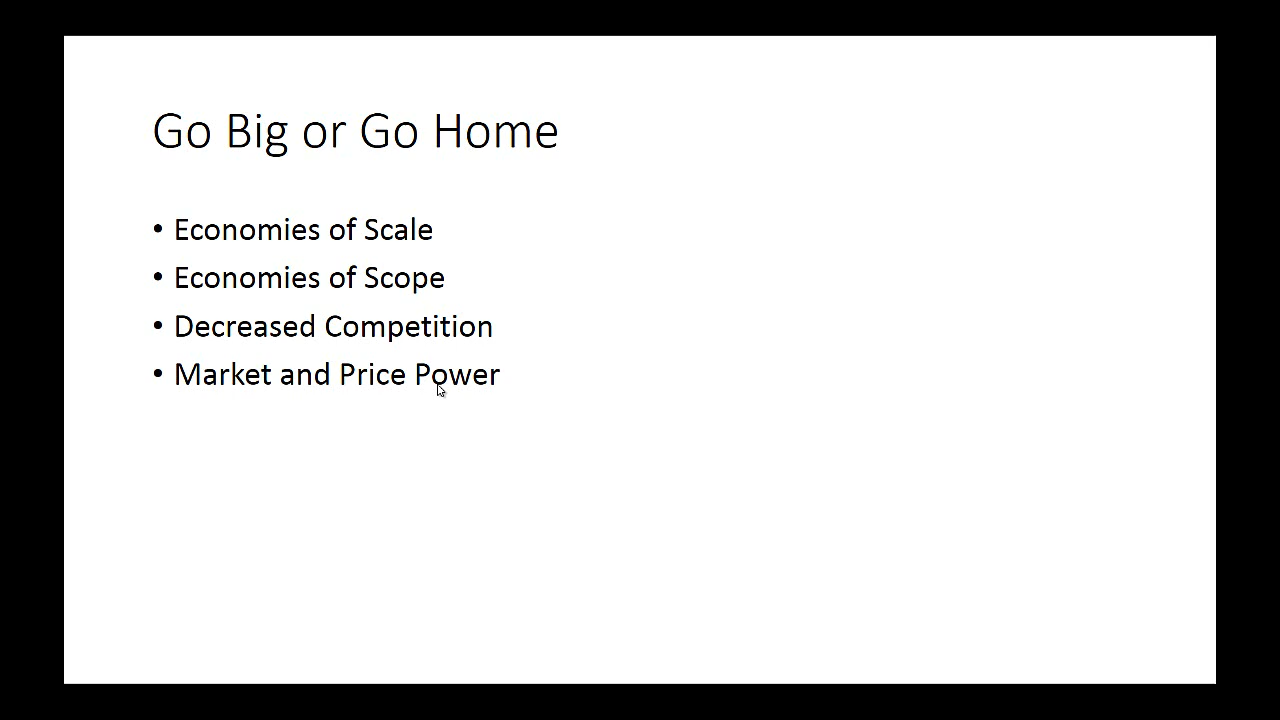 Go Big or Go Home
• Economies of Scale
• Economies of Scope
• Decreased Competition
• Market and Price Power